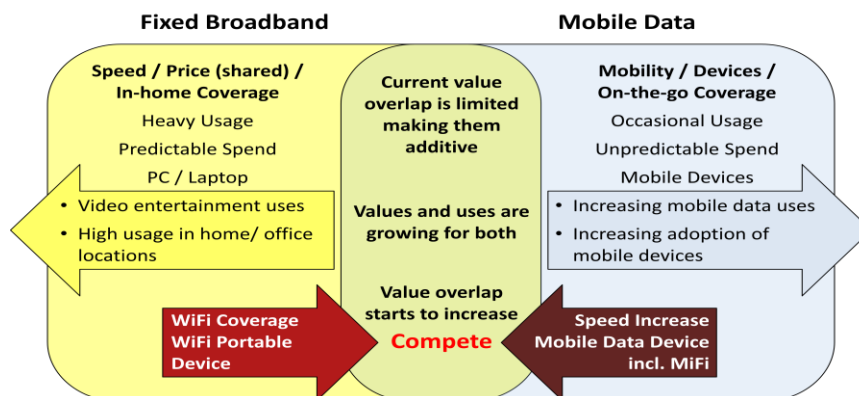 Fixed Broadband
Mobile Data
Speed / Price (shared) /
In-home Coverage
Heavy Usage
Predictable Spend
PC / Laptop
• Video entertainment uses
• High usage in home/ office
locations
WiFi Coverage
WiFi Portable
Device
Current value
overlap is limited
making them
additive
Values and uses are
growing for both
Value overlap
starts to increase
Compete
Mobility / Devices /
On-the-go Coverage
Occasional Usage
Unpredictable Spend
Mobile Devices
• Increasing mobile data uses
• Increasing adoption of
mobile devices
Speed Increase
Mobile Data Device
incl. MiFi